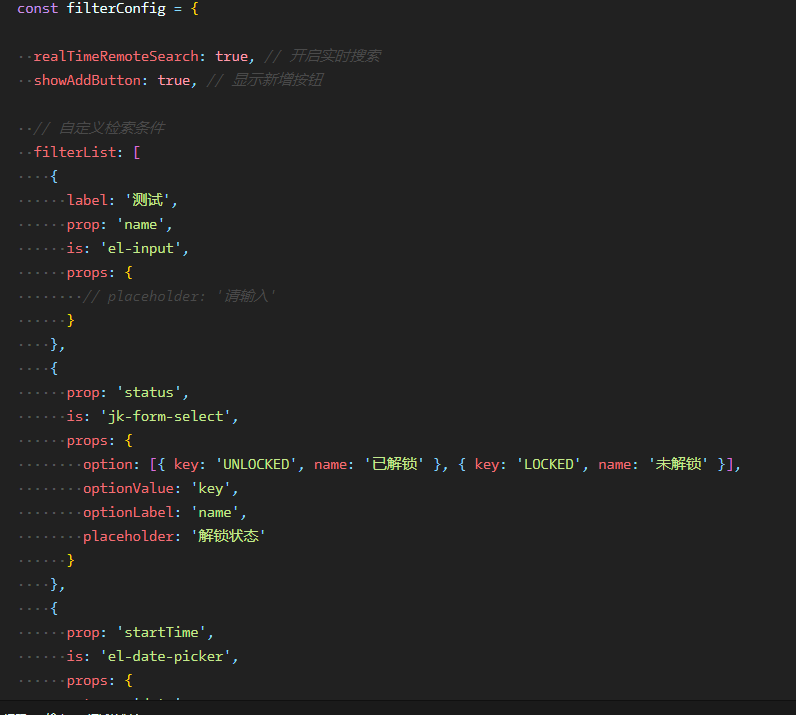 const filterConfig = {
realTimeRemoteSearch: true, // 开启实时搜索
showAddButton: true, // 显示新增按钮
// 自定义检索条件
filterList: [
{
label: '测试',
prop: 'name',
is: 'el-input',
props: {
// placeholder: '请输入'
}
},
{
prop: 'status',
is: 'jk-form-select',
props: {
option: [{ key: 'UNLOCKED', name: '已解锁' }, { key: 'LOCKED', name: '未解锁' }],
optionValue: 'key',
optionLabel: 'name',
placeholder: '解锁状态'
}
},
{
prop: 'startTime',
is: 'el-date-picker',
props: {